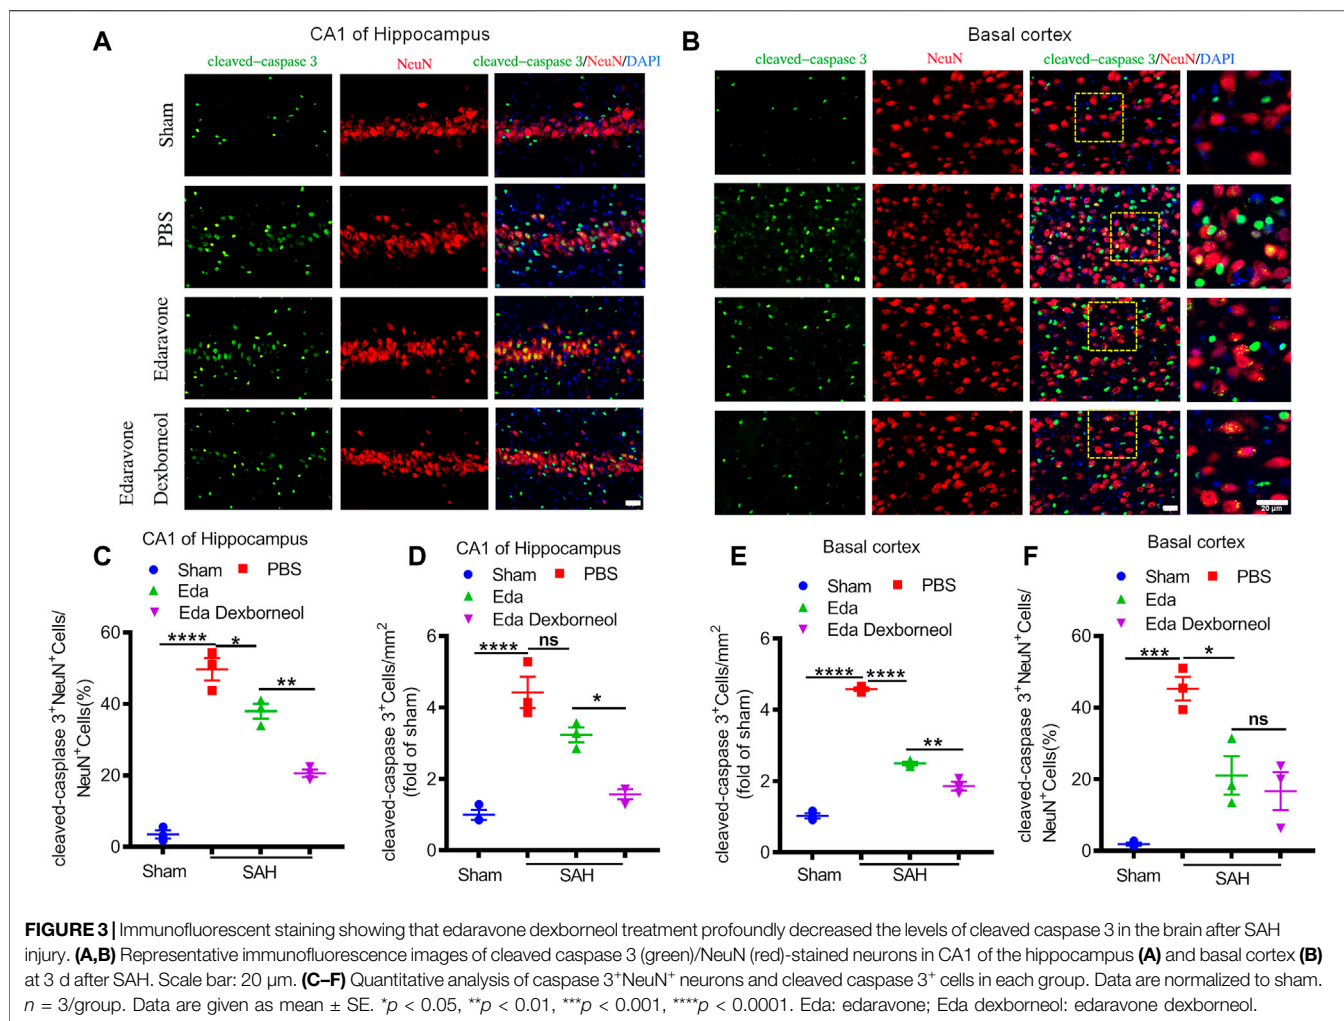 A
CA1 of Hippocampus
cleaved–caspase 3
NeuN
cleaved–caspase 3/NeuN/DAPI
Sham
PBS
Edaravone
Edaravone
Dexborneol
B
Basal cortex
cleaved–caspase 3
NeuN
cleaved–caspase 3/NeuN/DAPI
20 μm
C
CA1 of Hippocampus
Sham
PBS
Eda
Eda Dexborneol
cleaved-casplase 3⁺NeuN⁺Cells/
NeuN⁺Cells(%)
60
40
20
0
****
*
**
Sham
SAH
D
CA1 of Hippocampus
Sham
PBS
Eda
Eda Dexborneol
cleaved-caspase 3⁺Cells/mm²
(fold of sham)
6
4
2
0
****
ns
*
Sham
SAH
E
Basal cortex
Sham
PBS
Eda
Eda Dexborneol
cleaved-caspase 3⁺Cells/mm²
(fold of sham)
6
4
2
0
****
****
**
Sham
SAH
F
Basal cortex
Sham
PBS
Eda
Eda Dexborneol
cleaved-caspase 3⁺NeuN⁺Cells/
NeuN⁺Cells(%)
60
40
20
0
***
*
ns
Sham
SAH
FIGURE 3 | Immunofluorescent staining showing that edaravone dexborneol treatment profoundly decreased the levels of cleaved caspase 3 in the brain after SAH
injury. (A,B) Representative immunofluorescence images of cleaved caspase 3 (green)/NeuN (red)-stained neurons in CA1 of the hippocampus (A) and basal cortex (B)
at 3 d after SAH. Scale bar: 20 μm. (C–F) Quantitative analysis of caspase 3⁺NeuN⁺ neurons and cleaved caspase 3⁺ cells in each group. Data are normalized to sham.
n = 3/group. Data are given as mean ± SE. *p < 0.05, **p < 0.01, ***p < 0.001, ****p < 0.0001. Eda: edaravone; Eda dexborneol: edaravone dexborneol.